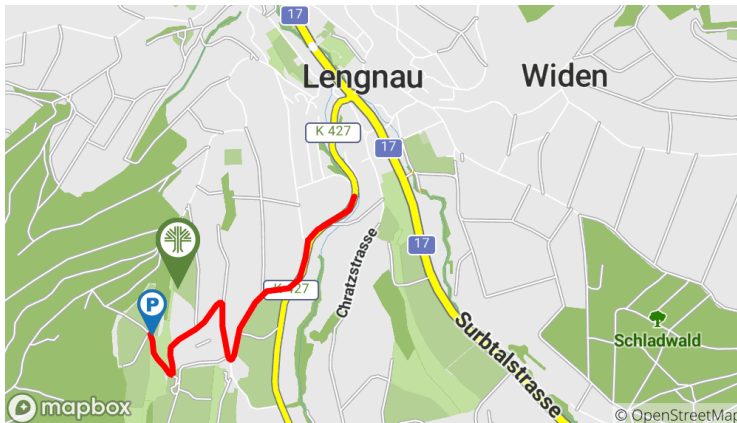 17
Lengnau
Widen
K 427
17
17
K 427
Chratzstrasse
P
Surbtalstrasse
Schladwald
mapbox
© OpenStreetMap